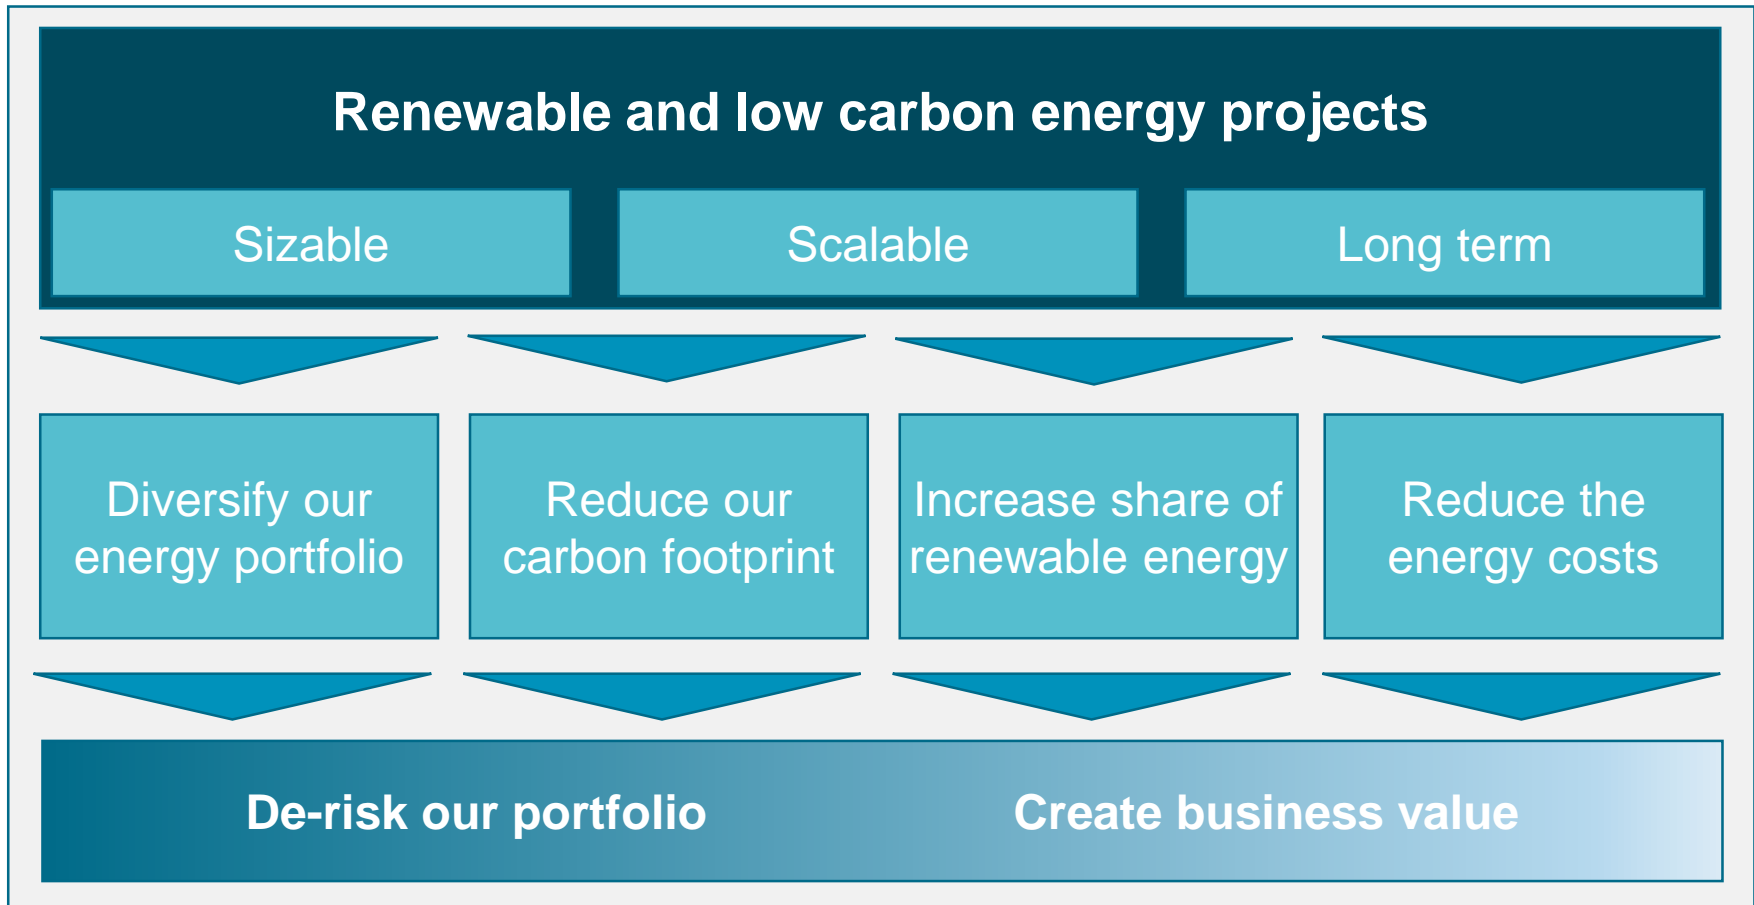 Renewable and low carbon energy projects
Sizable
Scalable
Long term
Diversify our
energy portfolio
Reduce our
carbon footprint
Increase share of
renewable energy
Reduce the
energy costs
De-risk our portfolio
Create business value